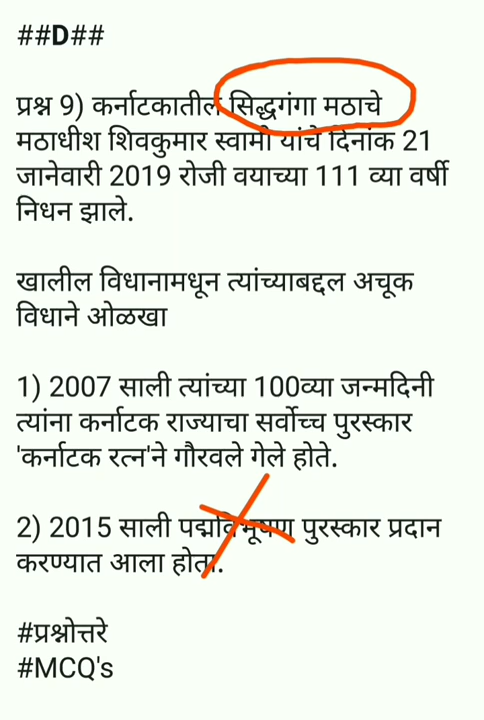 ##D##
प्रश्न 9) कर्नाटकातील सिद्धगंगा मठाचे
मठाधीश शिवकुमार स्वामी यांचे दिनांक 21
जानेवारी 2019 रोजी वयाच्या 111 व्या वर्षी
निधन झाले.
खालील विधानामधून त्यांच्याबद्दल अचूक
विधाने ओळखा
1) 2007 साली त्यांच्या 100व्या जन्मदिनी
त्यांना कर्नाटक राज्याचा सर्वोच्च पुरस्कार
'कर्नाटक रत्न'ने गौरवले गेले होते.
2) 2015 साली पद्मविभूषण पुरस्कार प्रदान
करण्यात आला होता.
#प्रश्नोत्तरे
#MCQ's